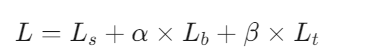 L = L_s + α × L_b + β × L_t